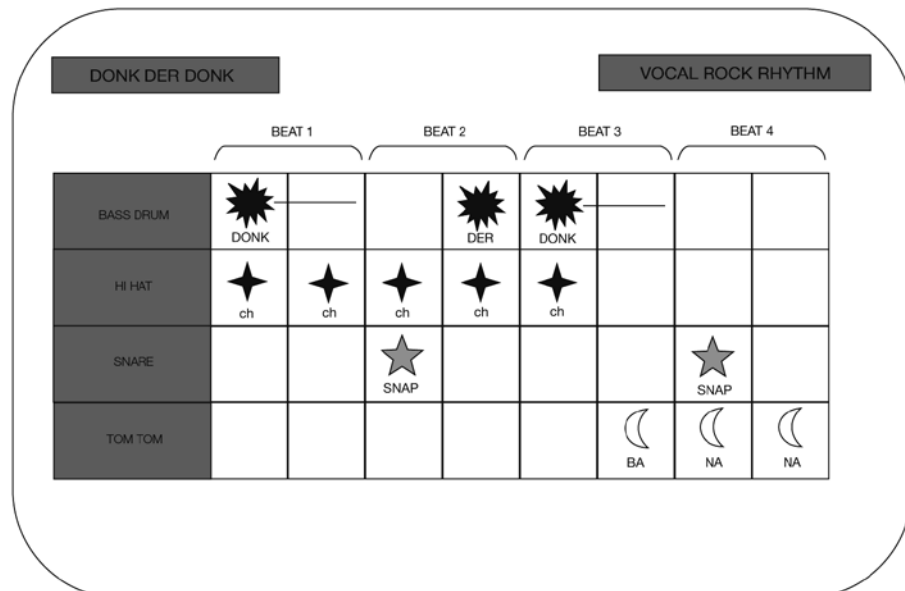 DONK DER DONK
VOCAL ROCK RHYTHM
BEAT 1 BEAT 2 BEAT 3 BEAT 4
BASS DRUM
DONK DER DONK
HI HAT
ch ch ch ch ch
SNARE
SNAP SNAP
TOM TOM
BA NA NA